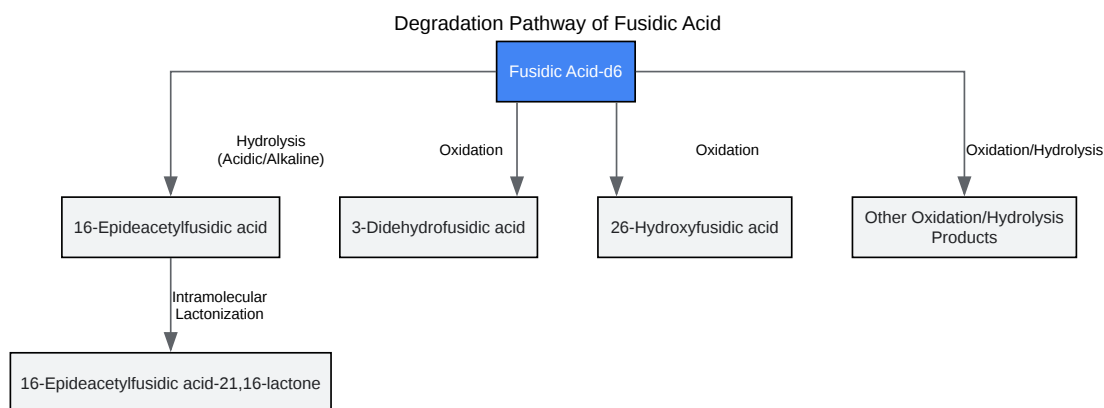 Degradation Pathway of Fusidic Acid
Fusidic Acid-d6
Hydrolysis
(Acidic/Alkaline)
Oxidation
Oxidation
Oxidation/Hydrolysis
16-Epideacetylfusidic acid
3-Didehydrofusidic acid
26-Hydroxyfusidic acid
Other Oxidation/Hydrolysis
Products
Intramolecular
Lactonization
16-Epideacetylfusidic acid-21,16-lactone